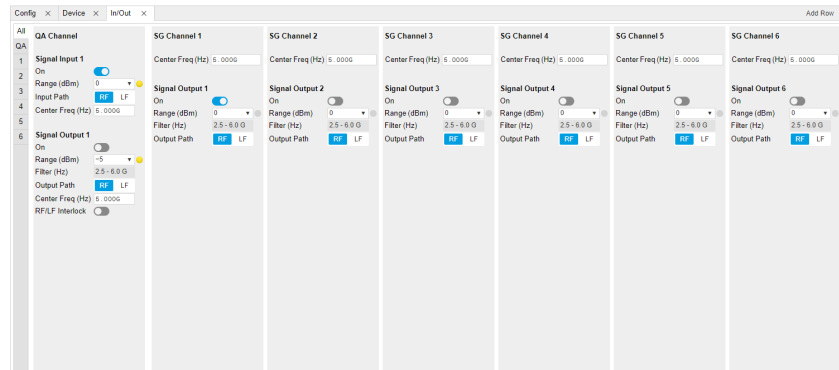 Config × Device × In/Out × Add Row
All
QA
1
2
3
4
5
6
QA Channel
Signal Input 1
On
Range (dBm) 0
Input Path RF LF
Center Freq (Hz) 5.000G
Signal Output 1
On
Range (dBm) -5
Filter (Hz) 2.5 - 6.0 G
Output Path RF LF
Center Freq (Hz) 5.000G
RF/LF Interlock
SG Channel 1
Center Freq (Hz) 5.000G
Signal Output 1
On
Range (dBm) 0
Filter (Hz) 2.5 - 6.0 G
Output Path RF LF
SG Channel 2
Center Freq (Hz) 5.000G
Signal Output 2
On
Range (dBm) 0
Filter (Hz) 2.5 - 6.0 G
Output Path RF LF
SG Channel 3
Center Freq (Hz) 5.000G
Signal Output 3
On
Range (dBm) 0
Filter (Hz) 2.5 - 6.0 G
Output Path RF LF
SG Channel 4
Center Freq (Hz) 5.000G
Signal Output 4
On
Range (dBm) 0
Filter (Hz) 2.5 - 6.0 G
Output Path RF LF
SG Channel 5
Center Freq (Hz) 5.000G
Signal Output 5
On
Range (dBm) 0
Filter (Hz) 2.5 - 6.0 G
Output Path RF LF
SG Channel 6
Center Freq (Hz) 5.000G
Signal Output 6
On
Range (dBm) 0
Filter (Hz) 2.5 - 6.0 G
Output Path RF LF